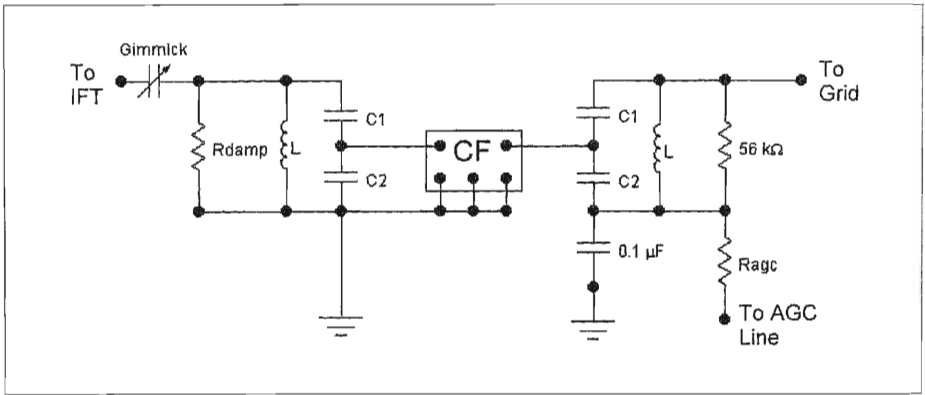 Gimmick
To
IFT
Rdamp
L
C1
C2
CF
C1
C2
L
56 kΩ
To
Grid
0.1 µF
Ragc
To AGC
Line